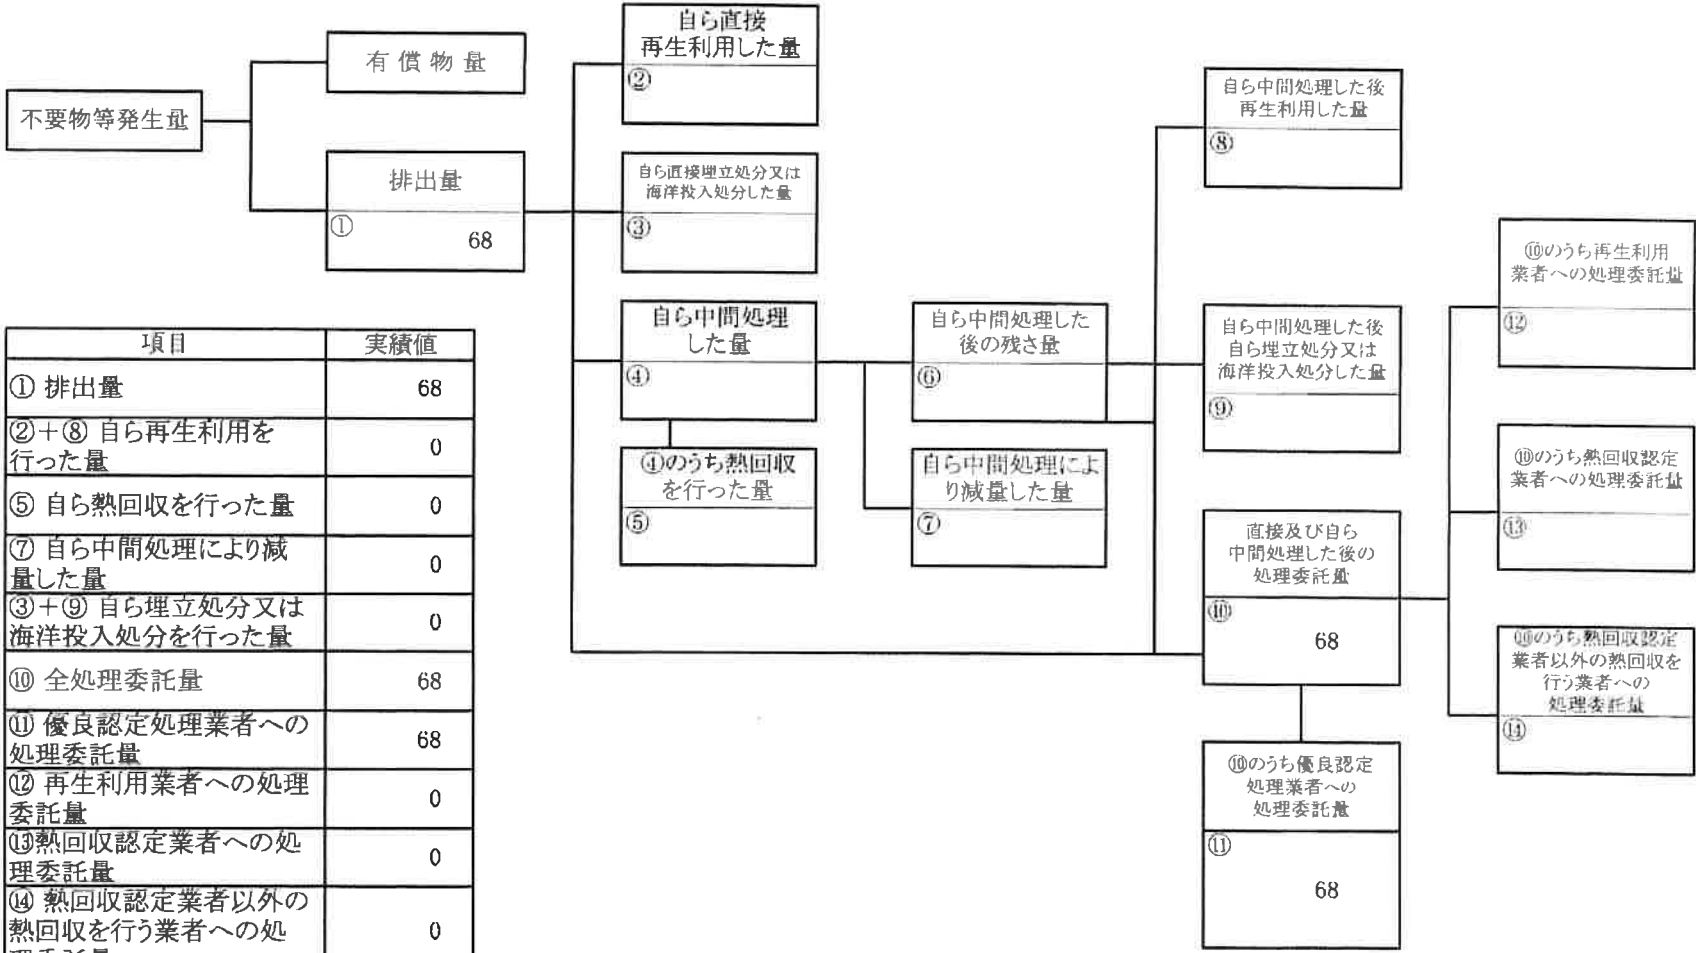 不要物等発生量
有償物量
排出量
①
68
自ら直接
再生利用した量
②
自ら直接埋立処分又は
海洋投入処分した量
③
自ら中間処理
した量
④
④のうち熱回収
を行った量
⑤
自ら中間処理した
後の残さ量
⑥
自ら中間処理によ
り減量した量
⑦
自ら中間処理した後
再生利用した量
⑧
自ら中間処理した後
自ら埋立処分又は
海洋投入処分した量
⑨
直接及び自ら
中間処理した後の
処理委託量
⑩
68
⑩のうち優良認定
処理業者への
処理委託量
⑪
68
⑩のうち再生利用
業者への処理委託量
⑫
⑩のうち熱回収認定
業者への処理委託量
⑬
⑩のうち熱回収認定
業者以外の熱回収を
行う業者への
処理委託量
⑭
項目 実績値
① 排出量 68
②+⑧ 自ら再生利用を
行った量 0
⑤ 自ら熱回収を行った量 0
⑦ 自ら中間処理により減
量した量 0
③+⑨ 自ら埋立処分又は
海洋投入処分を行った量 0
⑩ 全処理委託量 68
⑪ 優良認定処理業者への
処理委託量 68
⑫ 再生利用業者への処理
委託量 0
⑬熱回収認定業者への処
理委託量 0
⑭ 熱回収認定業者以外の
熱回収を行う業者への処 0